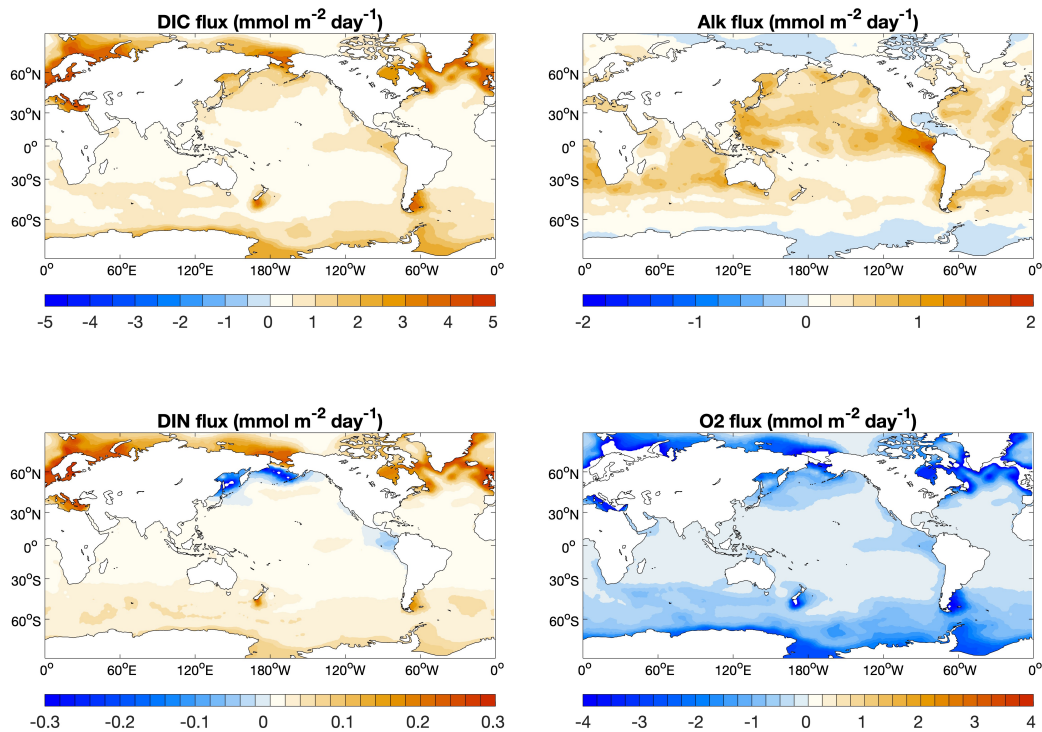 DIC flux (mmol m-2 day-1)
Alk flux (mmol m-2 day-1)
60oN
30oN
0o
30oS
60oS
0o 60oE 120oE 180oW 120oW 60oW 0o
-5 -4 -3 -2 -1 0 1 2 3 4 5
60oN
30oN
0o
30oS
60oS
0o 60oE 120oE 180oW 120oW 60oW 0o
-2 -1 0 1 2
DIN flux (mmol m-2 day-1)
O2 flux (mmol m-2 day-1)
60oN
30oN
0o
30oS
60oS
0o 60oE 120oE 180oW 120oW 60oW 0o
-0.3 -0.2 -0.1 0 0.1 0.2 0.3
60oN
30oN
0o
30oS
60oS
0o 60oE 120oE 180oW 120oW 60oW 0o
-4 -3 -2 -1 0 1 2 3 4